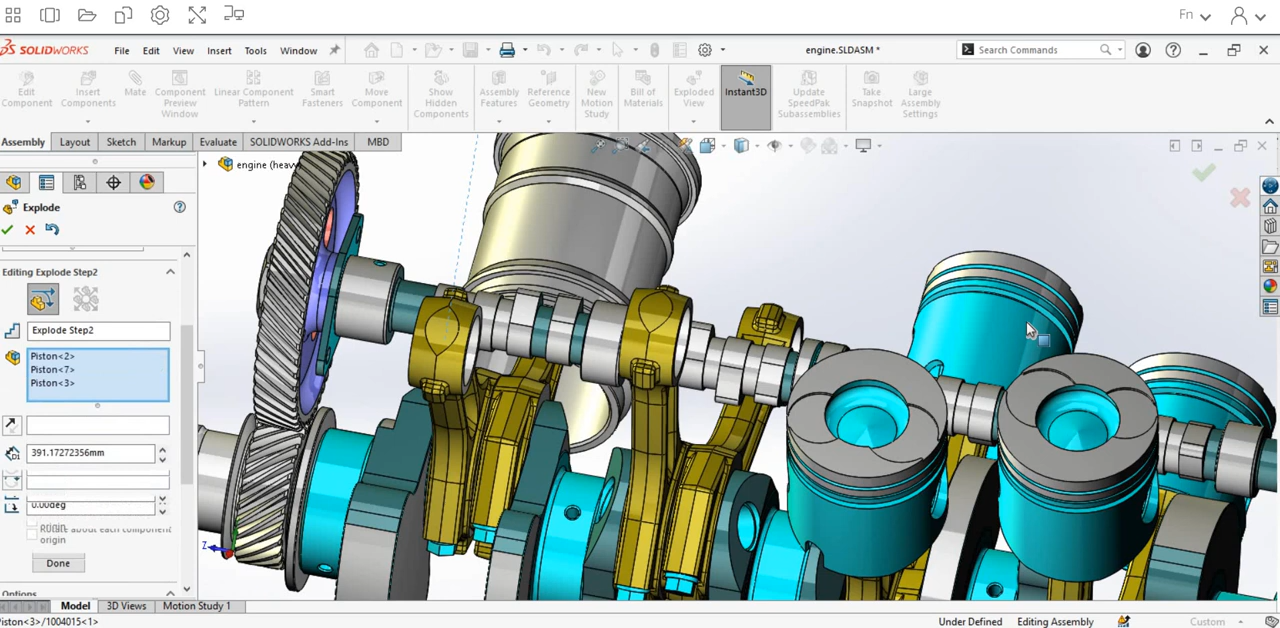 Fn
SOLIDWORKS File Edit View Insert Tools Window engine.SLDASM * Search Commands
Edit Component
Insert Components
Mate
Component Preview Window
Linear Component Pattern
Smart Fasteners
Move Component
Show Hidden Components
Assembly Features
Reference Geometry
New Motion Study
Bill of Materials
Exploded View
Instant3D
Update SpeedPak Subassemblies
Take Snapshot
Large Assembly Settings
Assembly Layout Sketch Markup Evaluate SOLIDWORKS Add-Ins MBD
engine (heav
Explode
Editing Explode Step2
Explode Step2
Piston<2>
Piston<7>
Piston<3>
391.17272356mm
0.00deg
Rotate about each component
origin
Done
Options
Z
Model 3D Views Motion Study 1
Piston<3>/1004015<1> Under Defined Editing Assembly Custom